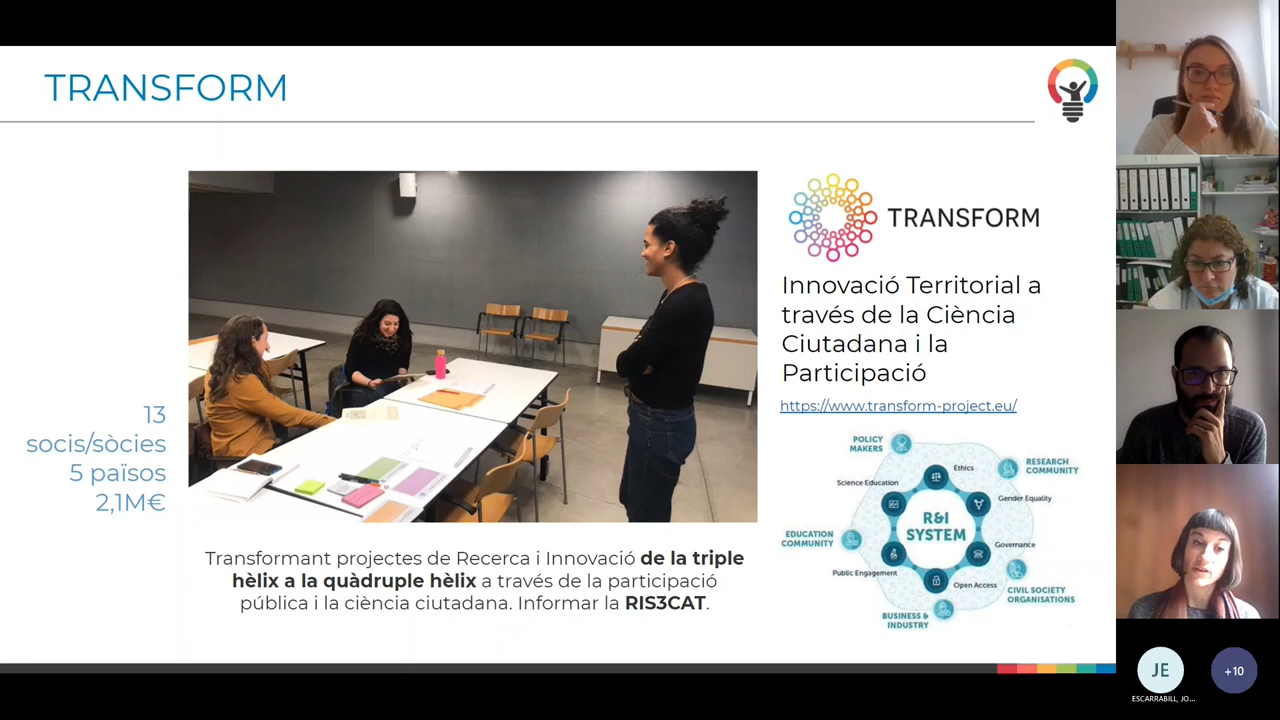 TRANSFORM
TRANSFORM
Innovació Territorial a
través de la Ciència
Ciutadana i la
Participació
https://www.transform-project.eu/
13
socis/sòcies
5 països
2,1M€
POLICY
MAKERS
Ethics
RESEARCH
COMMUNITY
Science Education
Gender Equality
R&I
SYSTEM
EDUCATION
COMMUNITY
Governance
Public Engagement
Open Access
CIVIL SOCIETY
ORGANISATIONS
BUSINESS &
INDUSTRY
Transformant projectes de Recerca i Innovació de la triple
hèlix a la quàdruple hèlix a través de la participació
pública i la ciència ciutadana. Informar la RIS3CAT.
JE
+10
ESCARRABILL, JO...